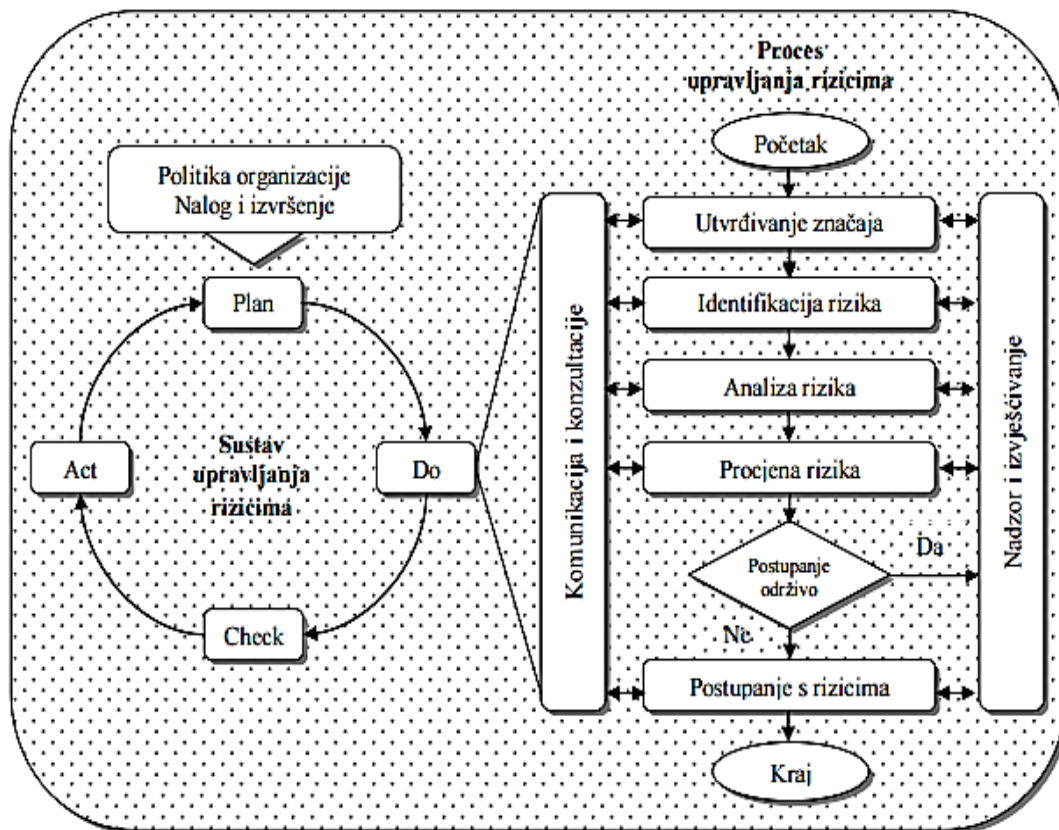 Politika organizacije
Nalog i izvršenje
Plan
Act
Sustav
upravljanja
rizicima
Do
Check
Proces
upravljanja rizicima
Početak
Komunikacija i konzultacije
Utvrđivanje značaja
Identifikacija rizika
Analiza rizika
Procjena rizika
Postupanje
održivo
Da
Ne
Postupanje s rizicima
Kraj
Nadzor i izvješćivanje